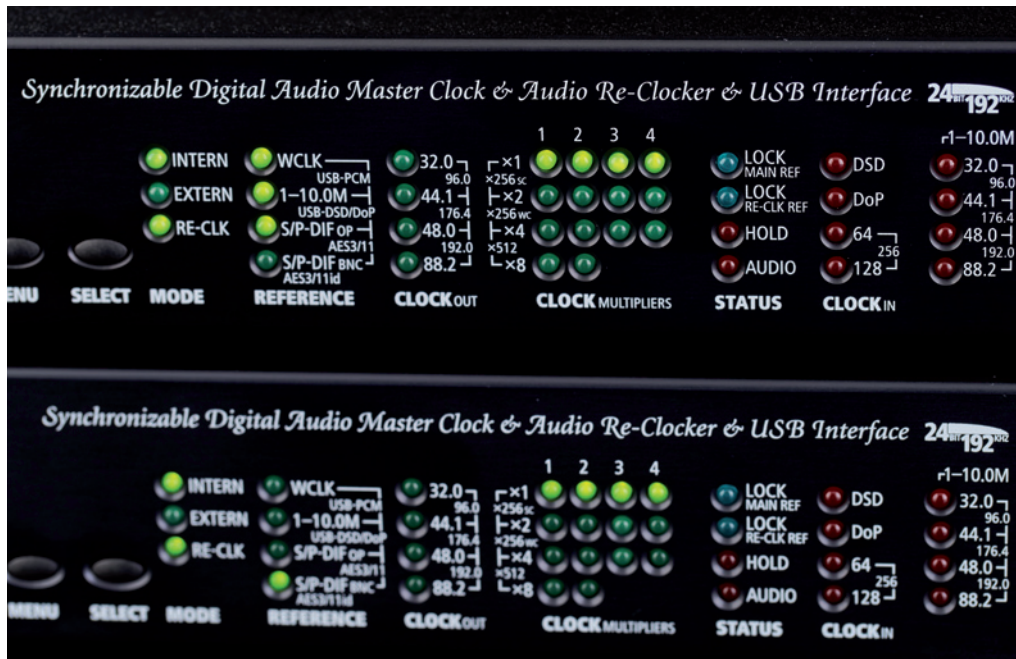 Synchronizable Digital Audio Master Clock & Audio Re-Clocker & USB Interface 24 BIT 192 KHZ
1 2 3 4 1–10.0M
INTERN WCLK 32.0 ×1 LOCK DSD 32.0
USB-PCM 96.0 ×256 SC MAIN REF 96.0
EXTERN 1–10.0M 44.1 ×2 LOCK DoP 44.1
USB-DSD/DoP 176.4 ×256 WC RE-CLK REF 176.4
RE-CLK S/P-DIF OP 48.0 ×4 HOLD 64 48.0
AES3/11 192.0 ×512 256 192.0
S/P-DIF BNC 88.2 ×8 AUDIO 128 88.2
AES3/11id
ENU SELECT MODE REFERENCE CLOCK OUT CLOCK MULTIPLIERS STATUS CLOCK IN
Synchronizable Digital Audio Master Clock & Audio Re-Clocker & USB Interface 24 BIT 192 KHZ
1 2 3 4 1–10.0M
INTERN WCLK 32.0 ×1 LOCK DSD 32.0
USB-PCM 96.0 ×256 SC MAIN REF 96.0
EXTERN 1–10.0M 44.1 ×2 LOCK DoP 44.1
USB-DSD/DoP 176.4 ×256 WC RE-CLK REF 176.4
RE-CLK S/P-DIF OP 48.0 ×4 HOLD 64 48.0
AES3/11 192.0 ×512 256 192.0
S/P-DIF BNC 88.2 ×8 AUDIO 128 88.2
AES3/11id
MENU SELECT MODE REFERENCE CLOCK OUT CLOCK MULTIPLIERS STATUS CLOCK IN